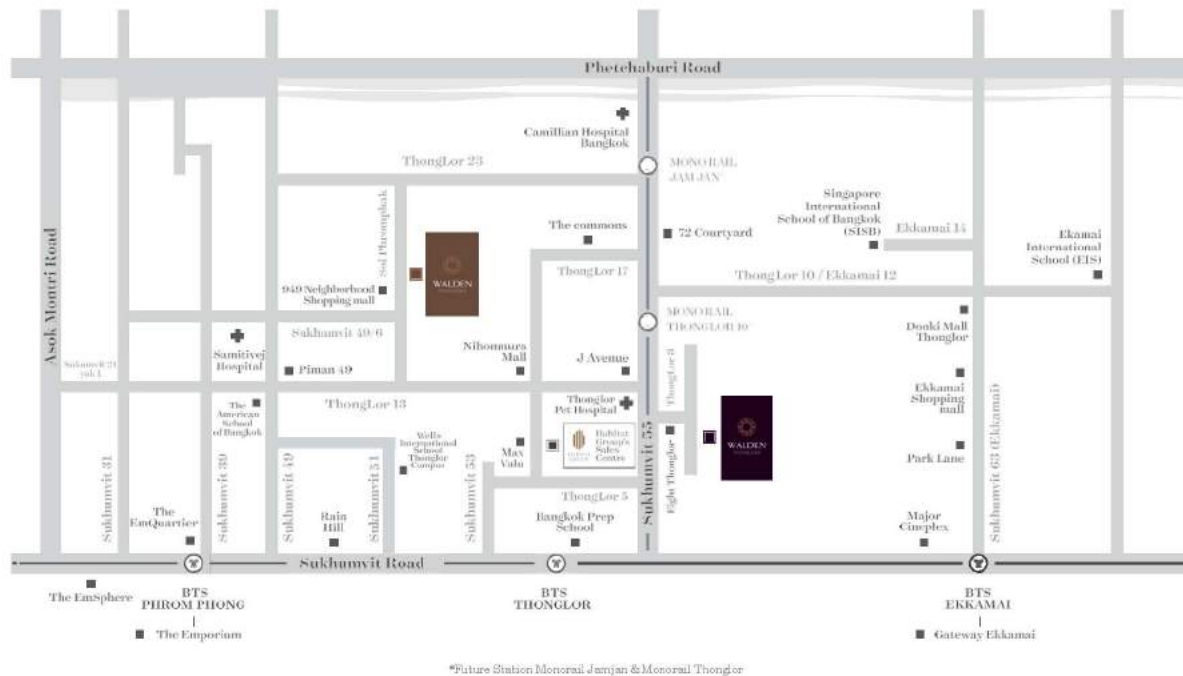 Phetchaburi Road
Camillian Hospital
Bangkok
ThongLor 23
MONORAIL
JAM JAN*
Singapore
International
School of Bangkok
(SISB)
Ekkamai 14
Ekamai
International
School (EIS)
The commons
72 Courtyard
Soi Phromphak
Asok Montri Road
WALDEN
ThongLor 17
ThongLor 10 / Ekkamai 12
949 Neighborhood
Shopping mall
MONORAIL
THONGLOR 10
Donki Mall
Thonglor
Sukhumvit 49/6
Samitivej
Hospital
Nihonmura
Mall
J Avenue
ThongLor 8
Piman 49
Ekkamai
Shopping
mall
ThongLor 13
The
American
School
of Bangkok
Thonglor
Pet Hospital
Habitat
Group's
Sales
Centre
WALDEN
Wells
International
School
Thonglor
Campus
Max
Valu
Park Lane
Sukhumvit 31
Sukhumvit 39
Sukhumvit 49
Sukhumvit 51
Sukhumvit 53
Sukhumvit 55
Eight Thonglor
Sukhumvit 63 (Ekkamai)
ThongLor 5
The
EmQuartier
Rain
Hill
Bangkok Prep
School
Major
Cineplex
Sukhumvit Road
The EmSphere
BTS
PHROM PHONG
BTS
THONGLOR
BTS
EKKAMAI
The Emporium
Gateway Ekkamai
*Future Station Monorail Jamjan & Monorail Thonglor